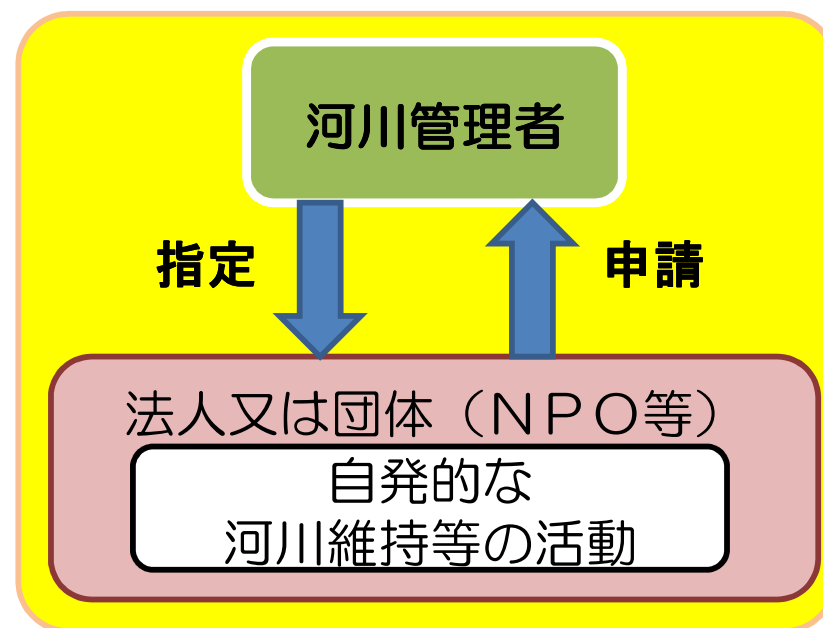 河川管理者
指定
申請
法人又は団体（ＮＰＯ等）
自発的な
河川維持等の活動